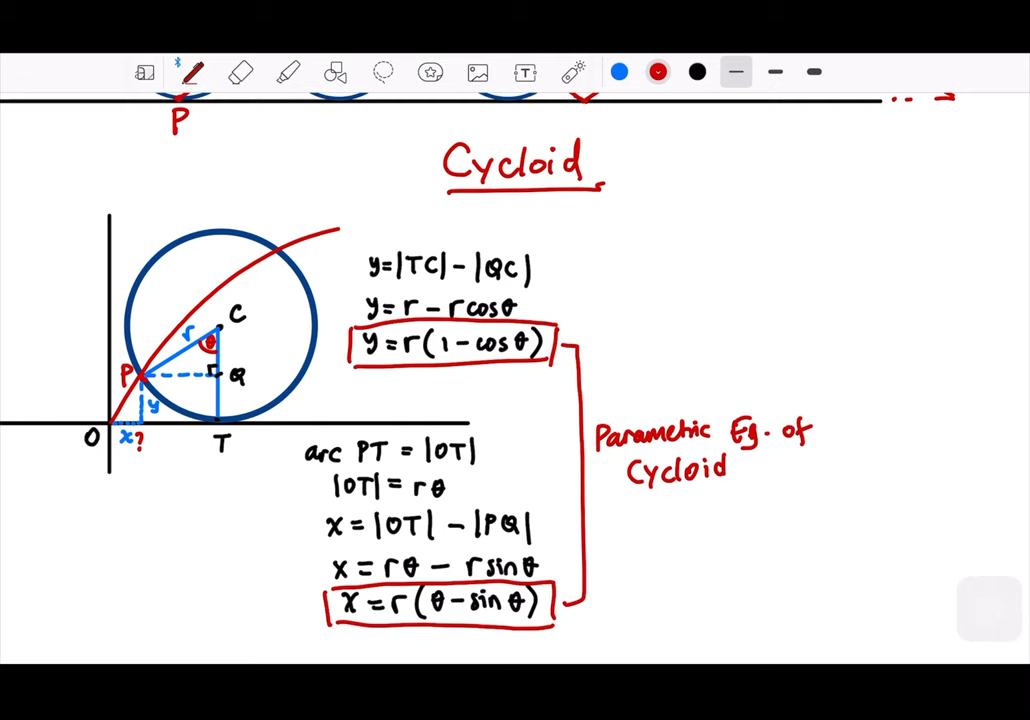 P
Cycloid
y=|TC|-|QC|
C
y=r-rcosθ
r
θ
y=r(1-cosθ)
P
r
Q
y
O
x?
T
Parametric Eq. of
Cycloid
arc PT = |OT|
|OT| = rθ
x = |OT| - |PQ|
x = rθ - rsinθ
x = r(θ-sinθ)